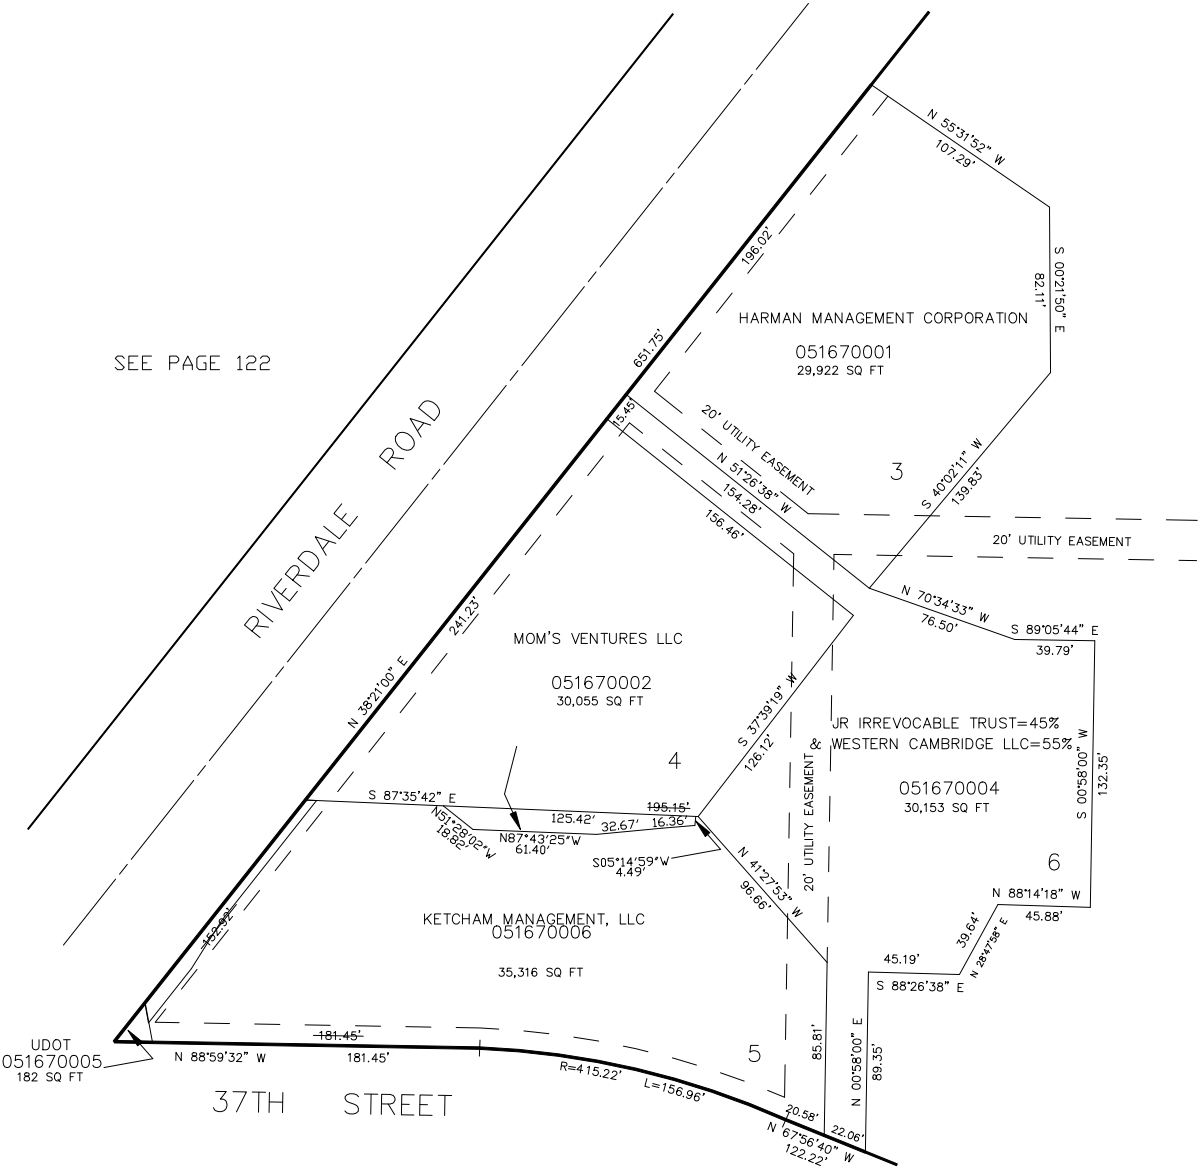 N 55°31'52" W
107.29'
S 00°21'50" E
82.11'
196.02'
HARMAN MANAGEMENT CORPORATION
051670001
29,922 SQ FT
651.75'
SEE PAGE 122
RIVERDALE ROAD
15.45'
20' UTILITY EASEMENT
N 51°26'38" W
154.28'
156.46'
3
S 40°02'11" W
139.83'
20' UTILITY EASEMENT
N 70°34'33" W
76.50'
S 89°05'44" E
39.79'
241.23'
MOM'S VENTURES LLC
051670002
30,055 SQ FT
N 38°21'00" E
S 37°39'19" W
126.12'
4
JR IRREVOCABLE TRUST=45%
& WESTERN CAMBRIDGE LLC=55%
051670004
30,153 SQ FT
S 00°58'00" W
132.35'
20' UTILITY EASEMENT
S 87°35'42" E
195.15'
125.42'
32.67'
16.36'
N51°28'02"W
18.82'
N87°43'25"W
61.40'
S05°14'59"W
4.49'
N 41°27'53" W
96.66'
6
N 88°14'18" W
45.88'
39.64'
N 28°47'58" E
45.19'
S 88°26'38" E
152.92'
KETCHAM MANAGEMENT, LLC
051670006
35,316 SQ FT
UDOT
051670005
182 SQ FT
181.45'
N 88°59'32" W
181.45'
5
85.81'
N 00°58'00" E
89.35'
R=415.22'
L=156.96'
37TH STREET
20.58'
22.06'
N 67°56'40" W
122.22'